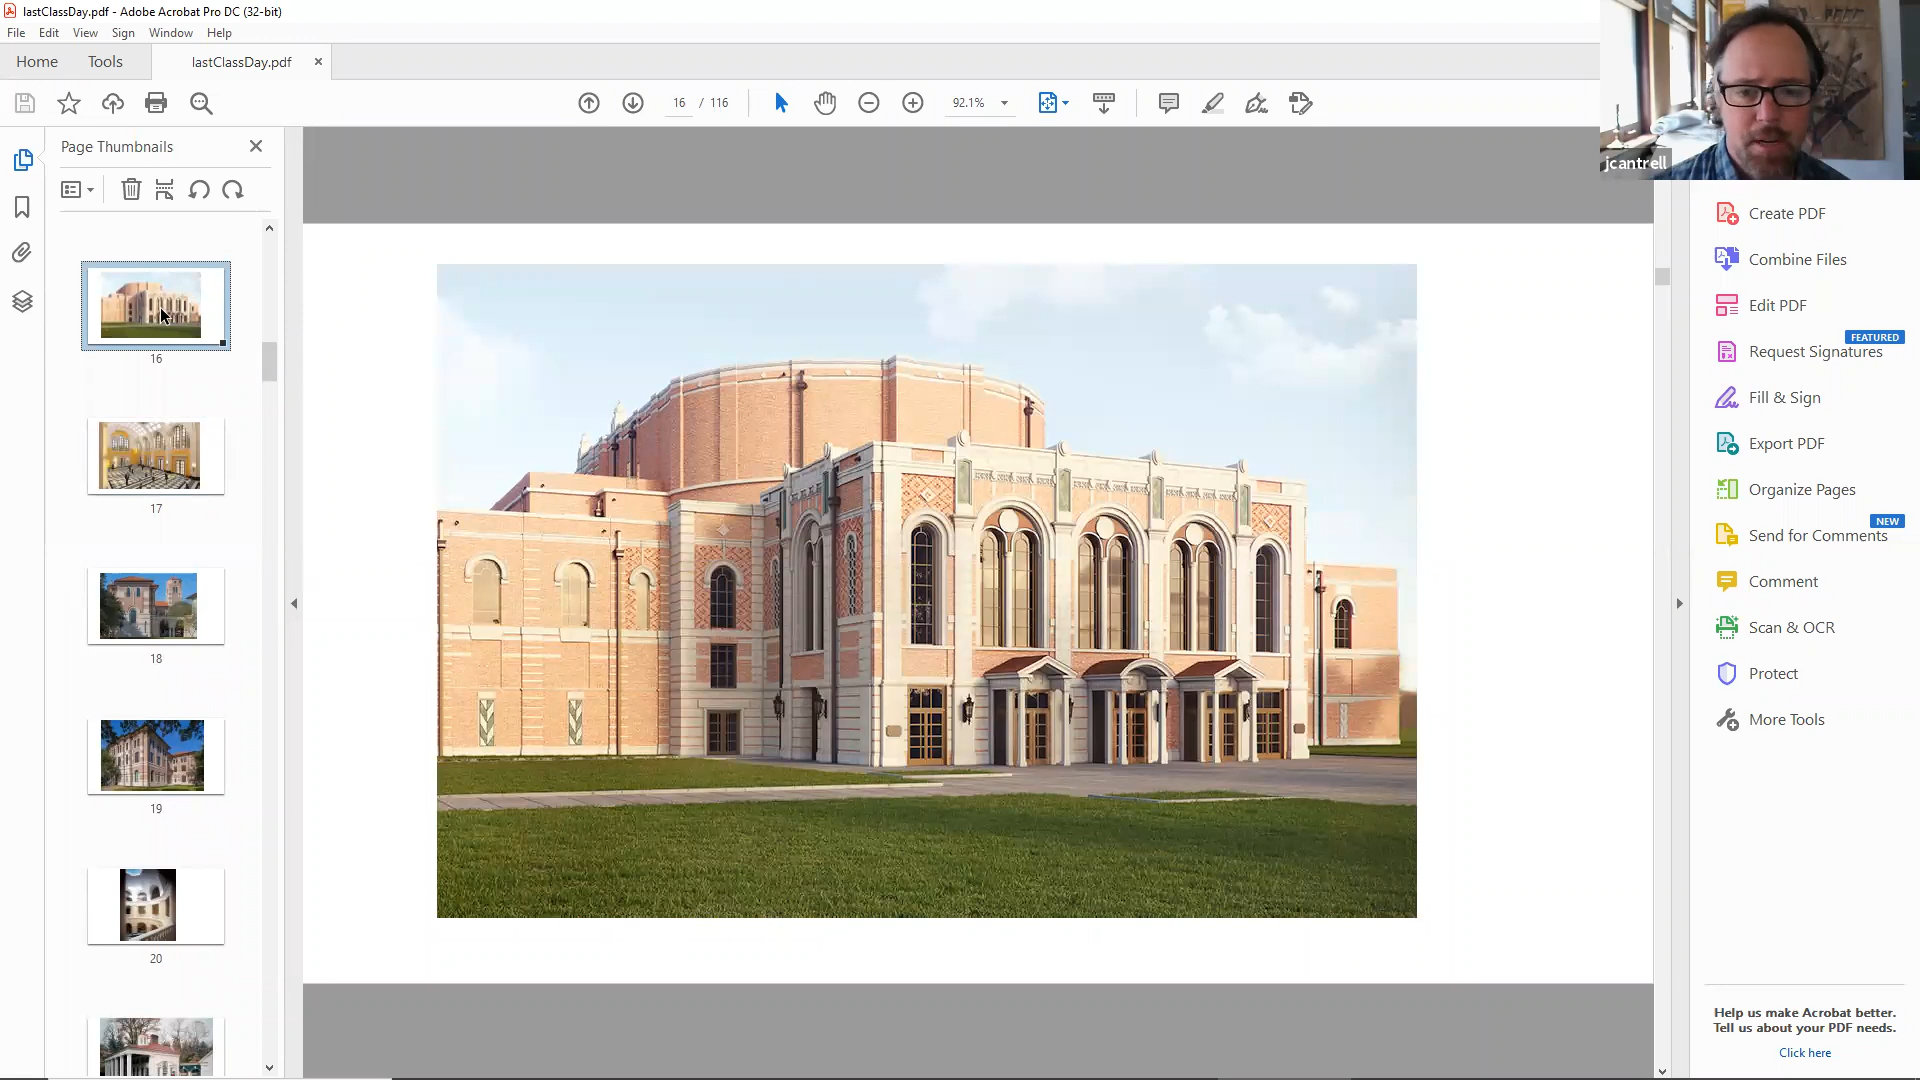 lastClassDay.pdf - Adobe Acrobat Pro DC (32-bit)
File Edit View Sign Window Help
Home Tools lastClassDay.pdf
16 / 116 92.1%
jcantrell
Page Thumbnails
16
17
18
19
20
Create PDF
Combine Files
Edit PDF
FEATURED
Request Signatures
Fill & Sign
Export PDF
Organize Pages
NEW
Send for Comments
Comment
Scan & OCR
Protect
More Tools
Help us make Acrobat better.
Tell us about your PDF needs.
Click here